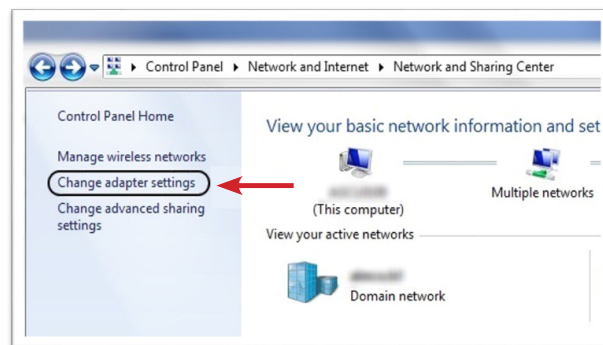 Control Panel Network and Internet Network and Sharing Center
Control Panel Home
Manage wireless networks
Change adapter settings
Change advanced sharing
settings
View your basic network information and set
(This computer)
Multiple networks
View your active networks
Domain network